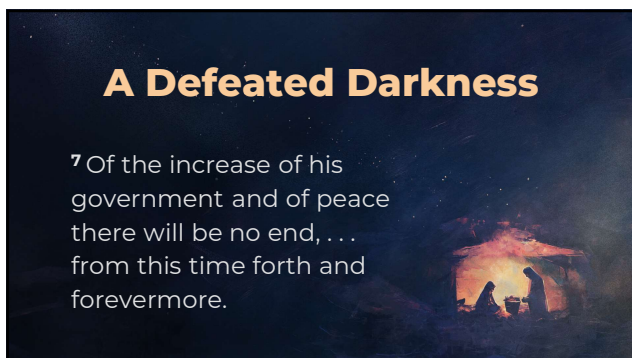 A Defeated Darkness
7 Of the increase of his
government and of peace
there will be no end, . . .
from this time forth and
forevermore.